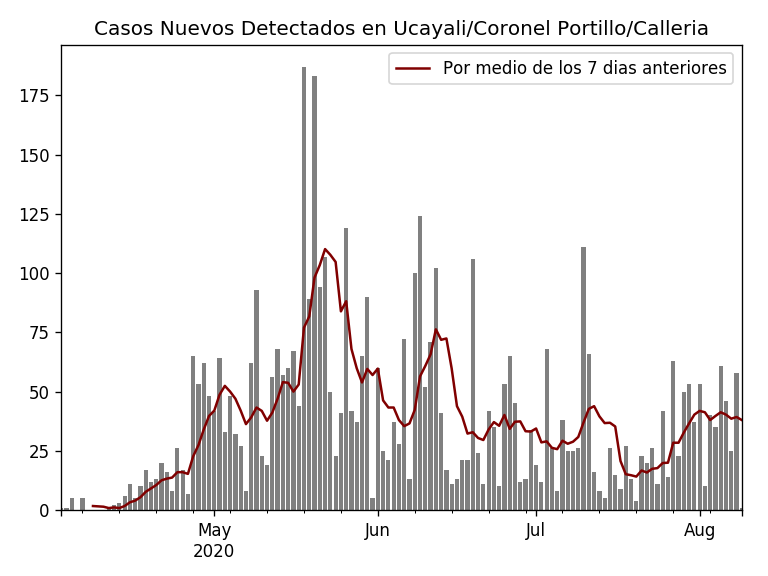 Casos Nuevos Detectados en Ucayali/Coronel Portillo/Calleria
Por medio de los 7 dias anteriores
175
150
125
100
75
50
25
0
May
2020
Jun
Jul
Aug